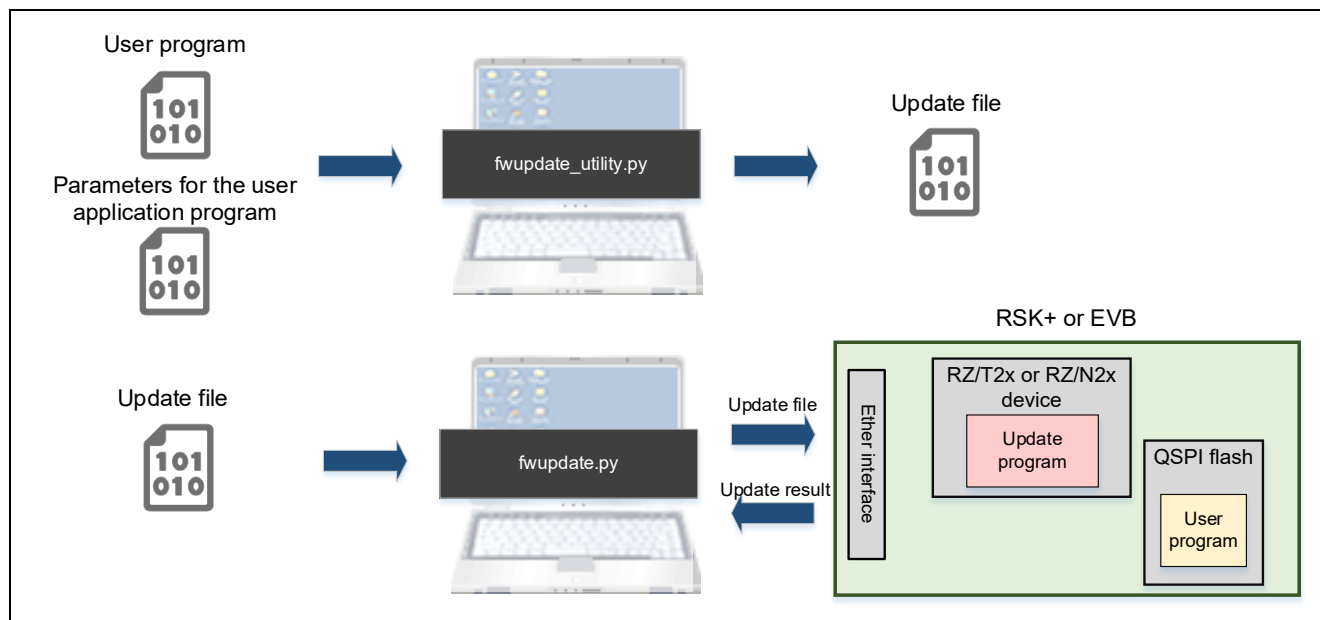 User program
101
010
Parameters for the user
application program
101
010
fwupdate_utility.py
Update file
101
010
Update file
101
010
fwupdate.py
Update file
Update result
RSK+ or EVB
Ether interface
RZ/T2x or RZ/N2x
device
Update
program
QSPI flash
User
program